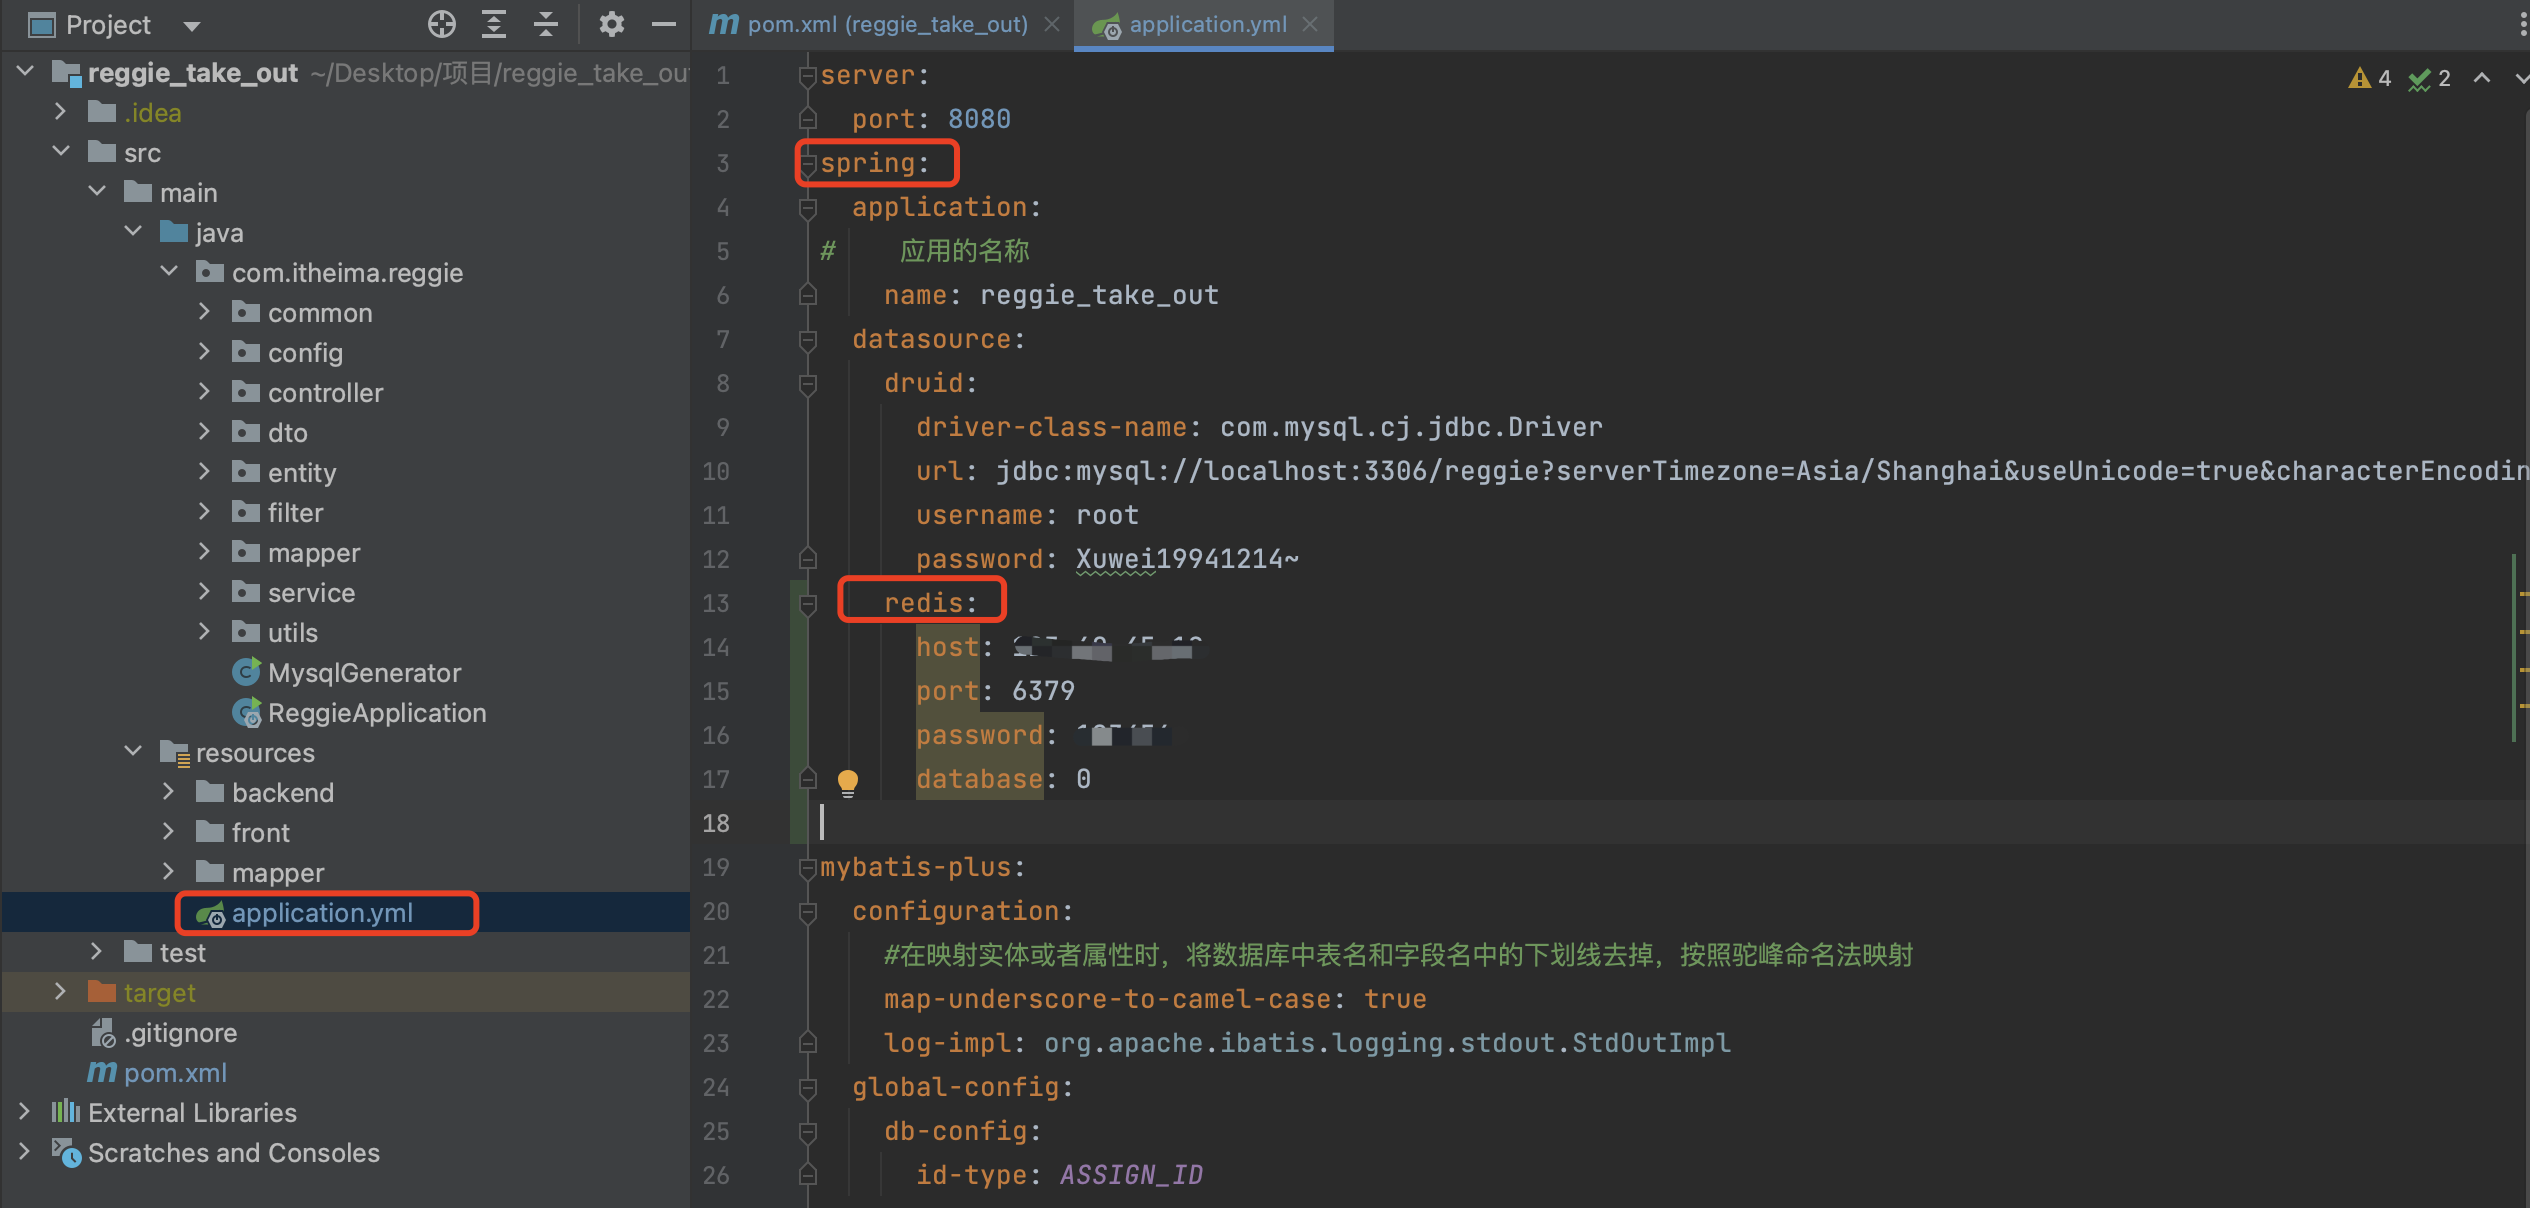 Project
reggie_take_out ~/Desktop/项目/reggie_take_ou
.idea
src
main
java
com.itheima.reggie
common
config
controller
dto
entity
filter
mapper
service
utils
MysqlGenerator
ReggieApplication
resources
backend
front
mapper
application.yml
test
target
.gitignore
pom.xml
External Libraries
Scratches and Consoles
pom.xml (reggie_take_out)
application.yml
4 2
1 server:
2 port: 8080
3 spring:
4 application:
5 # 应用的名称
6 name: reggie_take_out
7 datasource:
8 druid:
9 driver-class-name: com.mysql.cj.jdbc.Driver
10 url: jdbc:mysql://localhost:3306/reggie?serverTimezone=Asia/Shanghai&useUnicode=true&characterEncodin
11 username: root
12 password: Xuwei19941214~
13 redis:
14 host:
15 port: 6379
16 password:
17 database: 0
18
19 mybatis-plus:
20 configuration:
21 #在映射实体或者属性时，将数据库中表名和字段名中的下划线去掉，按照驼峰命名法映射
22 map-underscore-to-camel-case: true
23 log-impl: org.apache.ibatis.logging.stdout.StdOutImpl
24 global-config:
25 db-config:
26 id-type: ASSIGN_ID